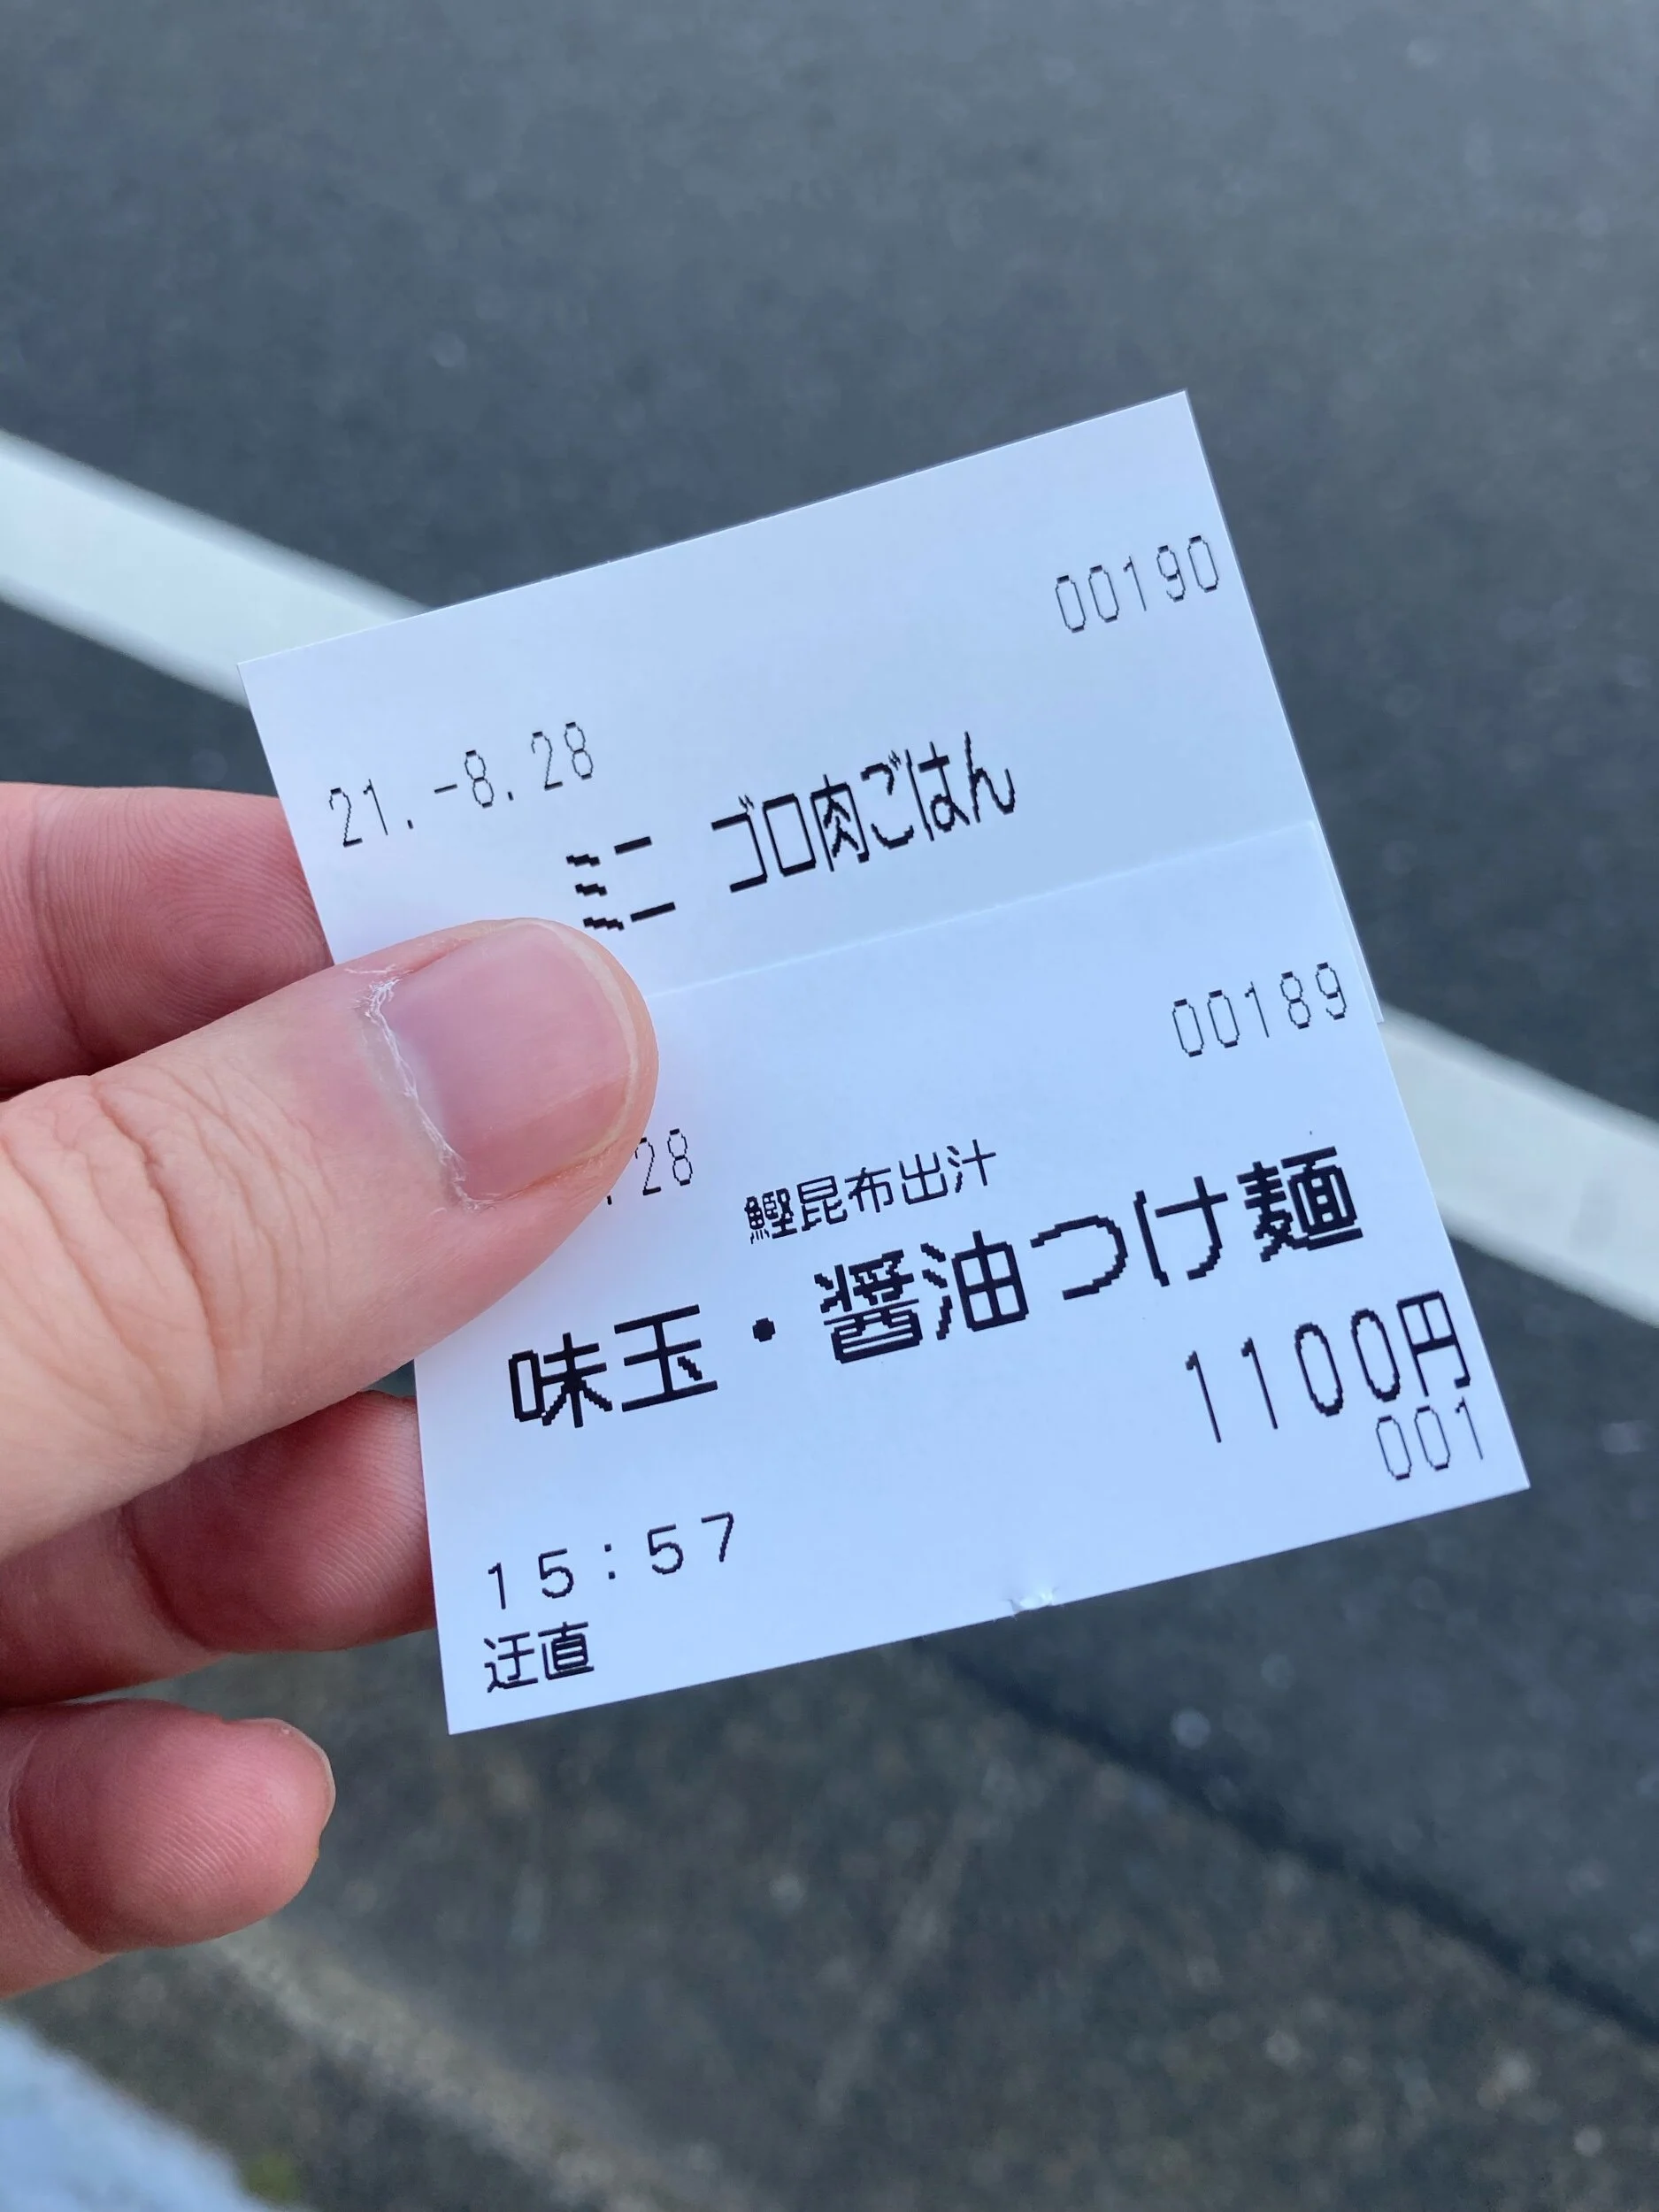 00190
21.-8.28
ミニ ゴロ肉ごはん
00189
.28
鰹昆布出汁
味玉・醤油つけ麺
1100円
001
15:57
迂直